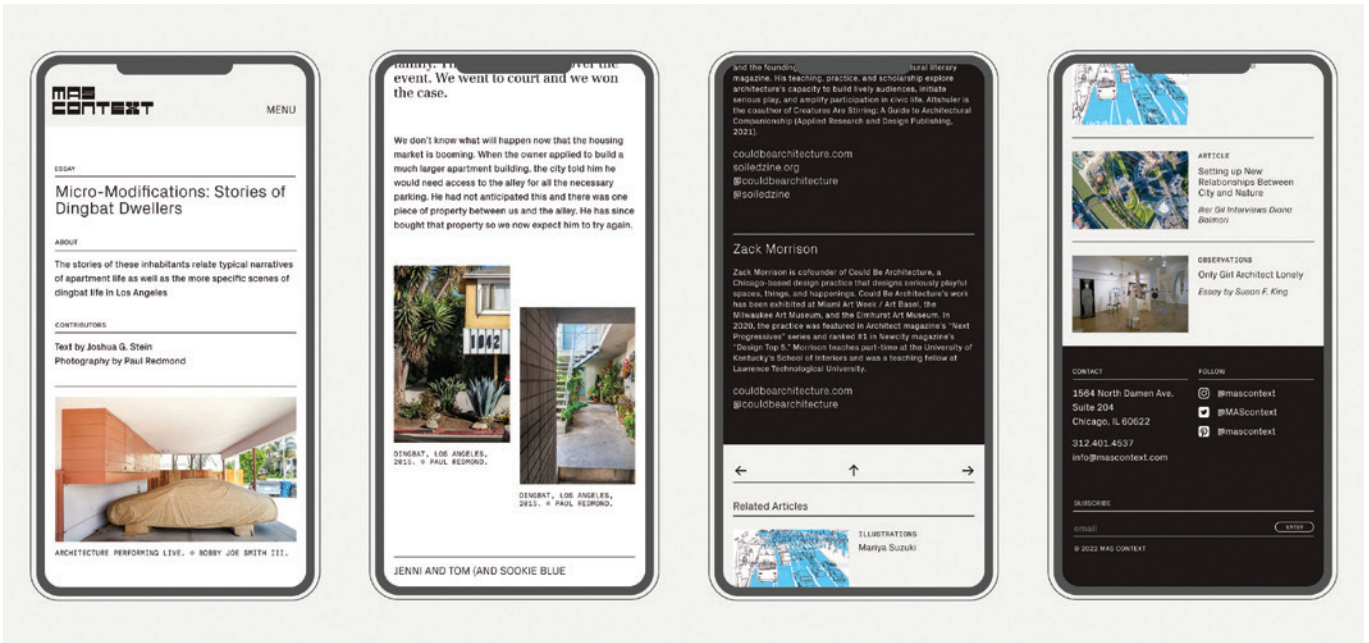 MAS
CONTEXT
MENU
ESSAY
Micro-Modifications: Stories of
Dingbat Dwellers
ABOUT
The stories of these inhabitants relate typical narratives
of apartment life as well as the more specific scenes of
dingbat life in Los Angeles
CONTRIBUTORS
Text by Joshua G. Stein
Photography by Paul Redmond
ARCHITECTURE PERFORMING LIVE. © BOBBY JOE SMITH III.
event. We went to court and we won
the case.
We don't know what will happen now that the housing
market is booming. When the owner applied to build a
much larger apartment building, the city told him he
would need access to the alley for all the necessary
parking. He had not anticipated this and there was one
piece of property between us and the alley. He has since
bought that property so we now expect him to try again.
1042
DINGBAT, LOS ANGELES,
2015. © PAUL REDMOND.
DINGBAT, LOS ANGELES,
2015. © PAUL REDMOND.
JENNI AND TOM (AND SOOKIE BLUE
and the founding
literary
magazine. His teaching, practice, and scholarship explore
architecture's capacity to build lively audiences, initiate
serious play, and amplify participation in civic life. Altshuler is
the coauthor of Creatures Are Stirring: A Guide to Architectural
Companionship (Applied Research and Design Publishing,
2021).
couldbearchitecture.com
soiledzine.org
@couldbearchitecture
@soiledzine
Zack Morrison
Zack Morrison is cofounder of Could Be Architecture, a
Chicago-based design practice that designs seriously playful
spaces, things, and happenings. Could Be Architecture's work
has been exhibited at Miami Art Week / Art Basel, the
Milwaukee Art Museum, and the Elmhurst Art Museum. In
2020, the practice was featured in Architect magazine's "Next
Progressives" series and ranked #1 in Newcity magazine's
"Design Top 5." Morrison teaches part-time at the University of
Kentucky's School of Interiors and was a teaching fellow at
Lawrence Technological University.
couldbearchitecture.com
@couldbearchitecture
← ↑ →
Related Articles
ILLUSTRATIONS
Mariya Suzuki
ARTICLE
Setting up New
Relationships Between
City and Nature
Iker Gil Interviews Diana
Balmori
OBSERVATIONS
Only Girl Architect Lonely
Essay by Susan F. King
CONTACT
1564 North Damen Ave,
Suite 204
Chicago, IL 60622
312.401.4537
info@mascontext.com
FOLLOW
@mascontext
@MAScontext
@mascontext
SUBSCRIBE
email
ENTER
© 2022 MAS CONTEXT